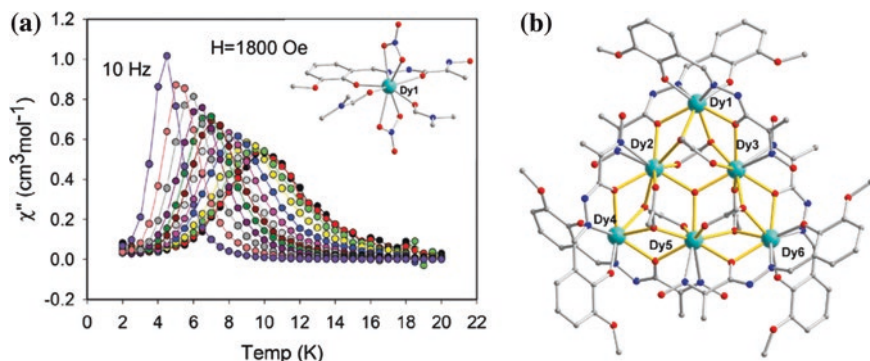 (a)
1.2
1.0
0.8
0.6
0.4
0.2
0.0
-0.2
χ" (cm³mol⁻¹)
10 Hz
H=1800 Oe
Dy1
0 2 4 6 8 10 12 14 16 18 20 22
Temp (K)
(b)
Dy1
Dy2
Dy3
Dy4
Dy5
Dy6